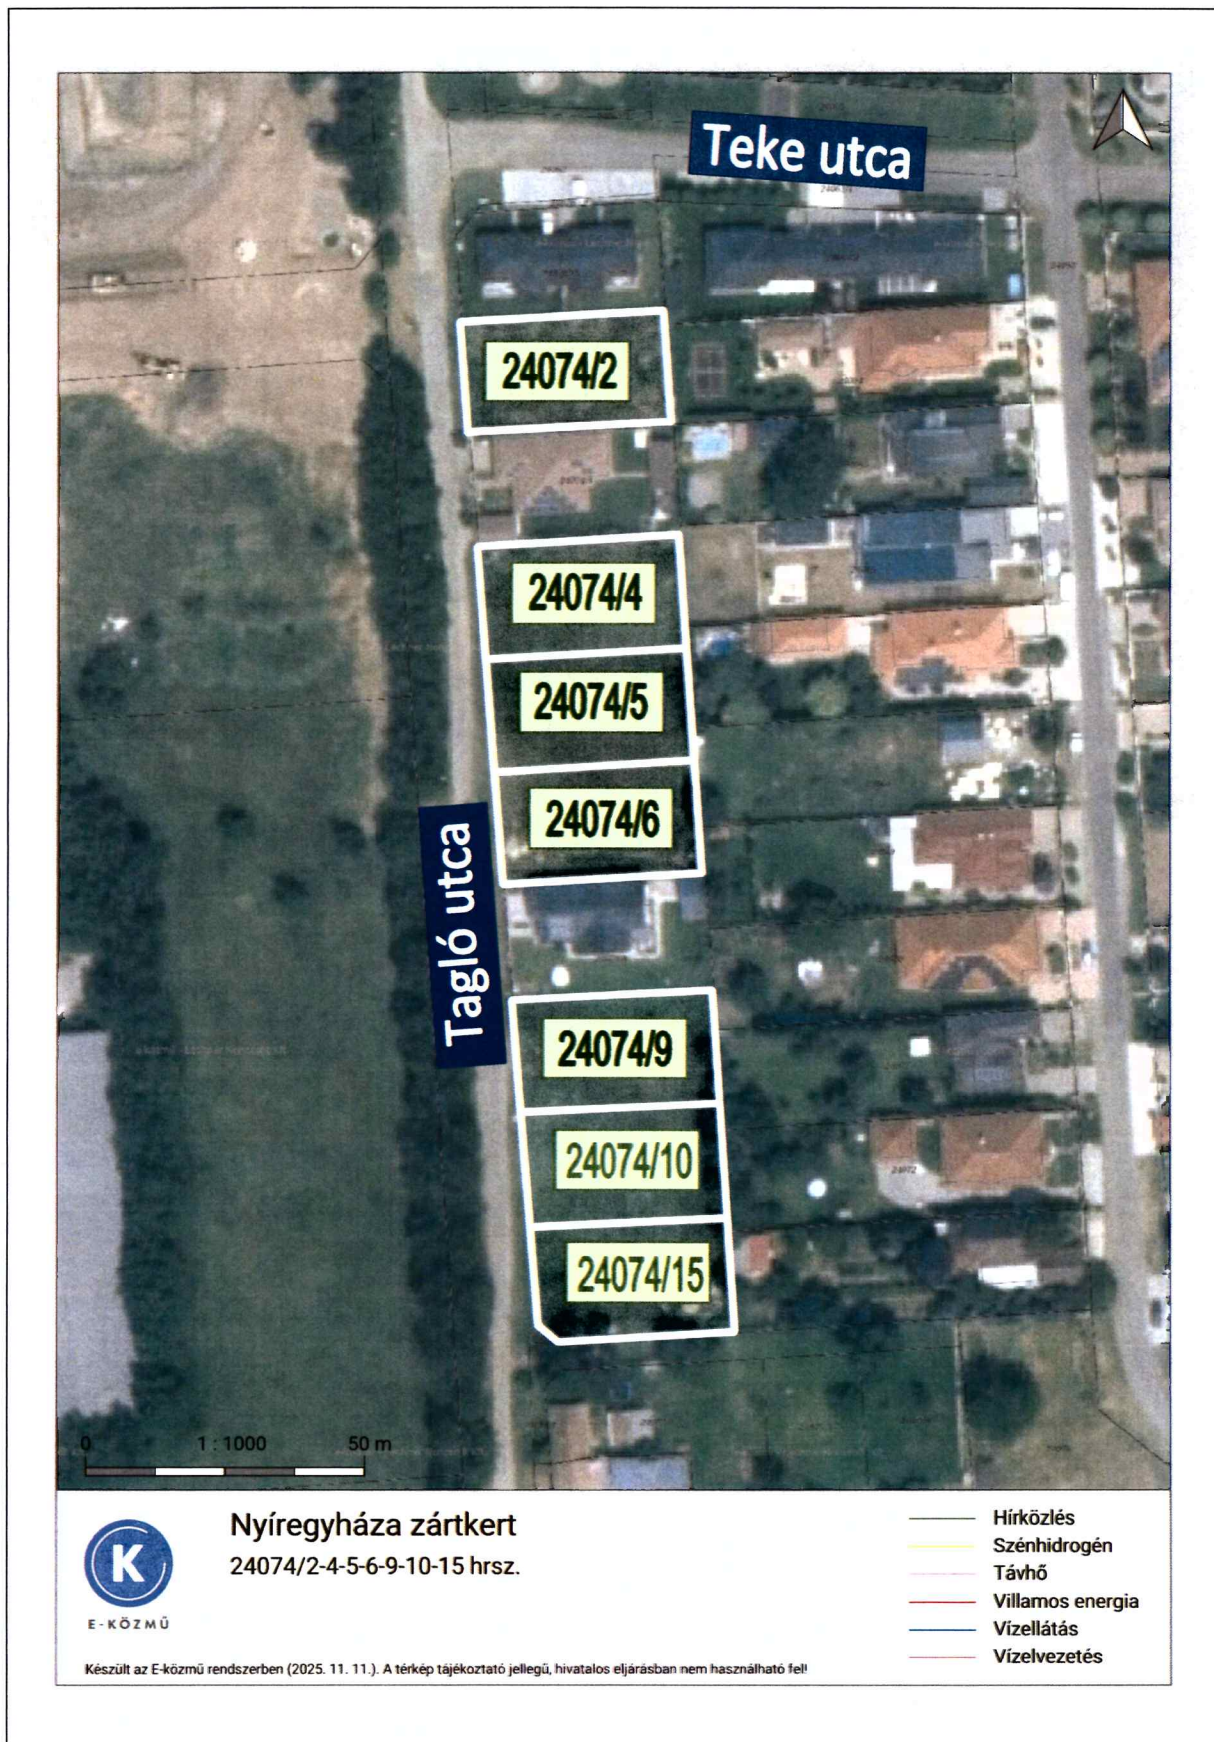 Teke utca
24074/2
24074/4
24074/5
24074/6
Tagló utca
24074/9
24074/10
24072
24074/15
0 1 : 1000 50 m
Nyíregyháza zártkert
24074/2-4-5-6-9-10-15 hrsz.
K
E-KÖZMŰ
Hírközlés
Szénhidrogén
Távhő
Villamos energia
Vízellátás
Vízelvezetés
Készült az E-közmű rendszerben (2025. 11. 11.). A térkép tájékoztató jellegű, hivatalos eljárásban nem használható fel!